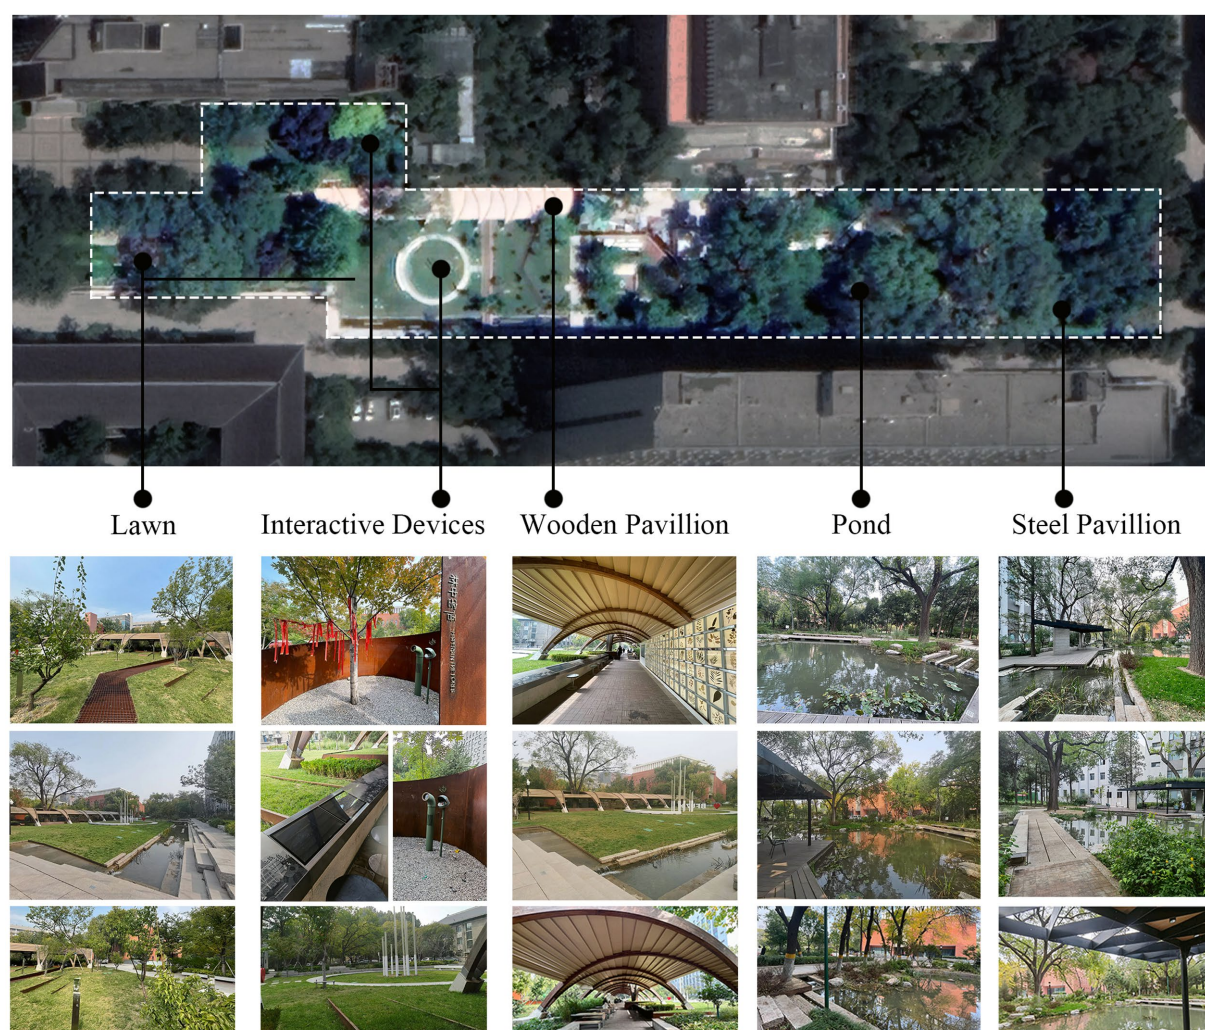 Lawn
Interactive Devices
Wooden Pavillion
Pond
Steel Pavillion